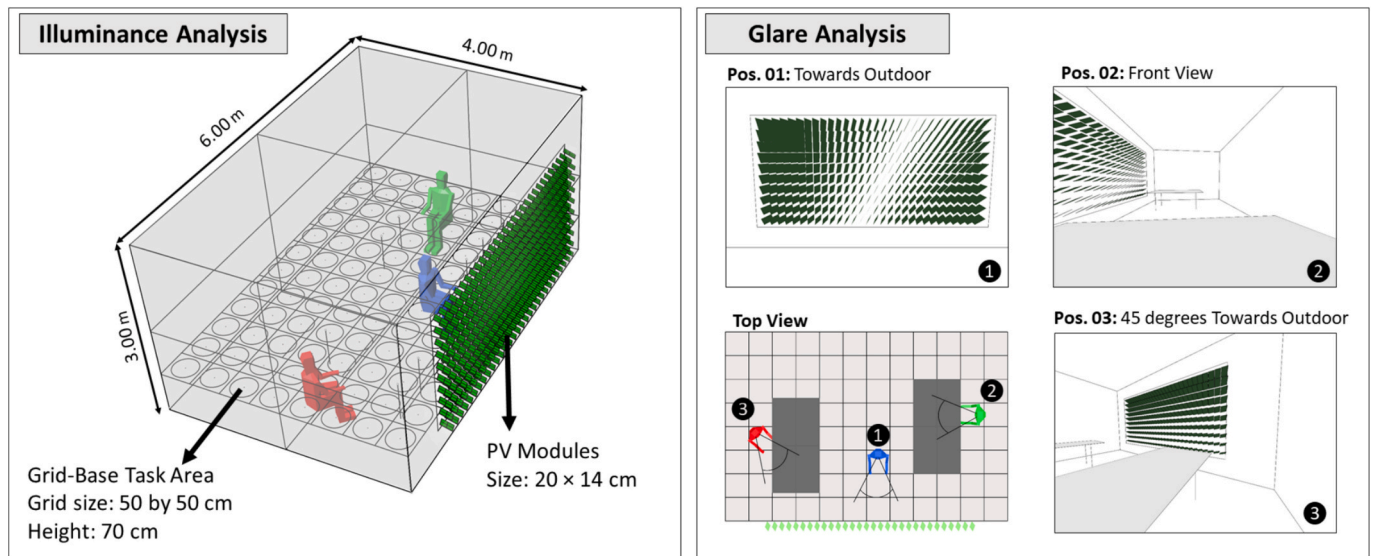 Illuminance Analysis
4.00 m
6.00 m
3.00 m
Grid-Base Task Area
Grid size: 50 by 50 cm
Height: 70 cm
PV Modules
Size: 20 × 14 cm
Glare Analysis
Pos. 01: Towards Outdoor
1
Pos. 02: Front View
2
Top View
3
1
2
Pos. 03: 45 degrees Towards Outdoor
3